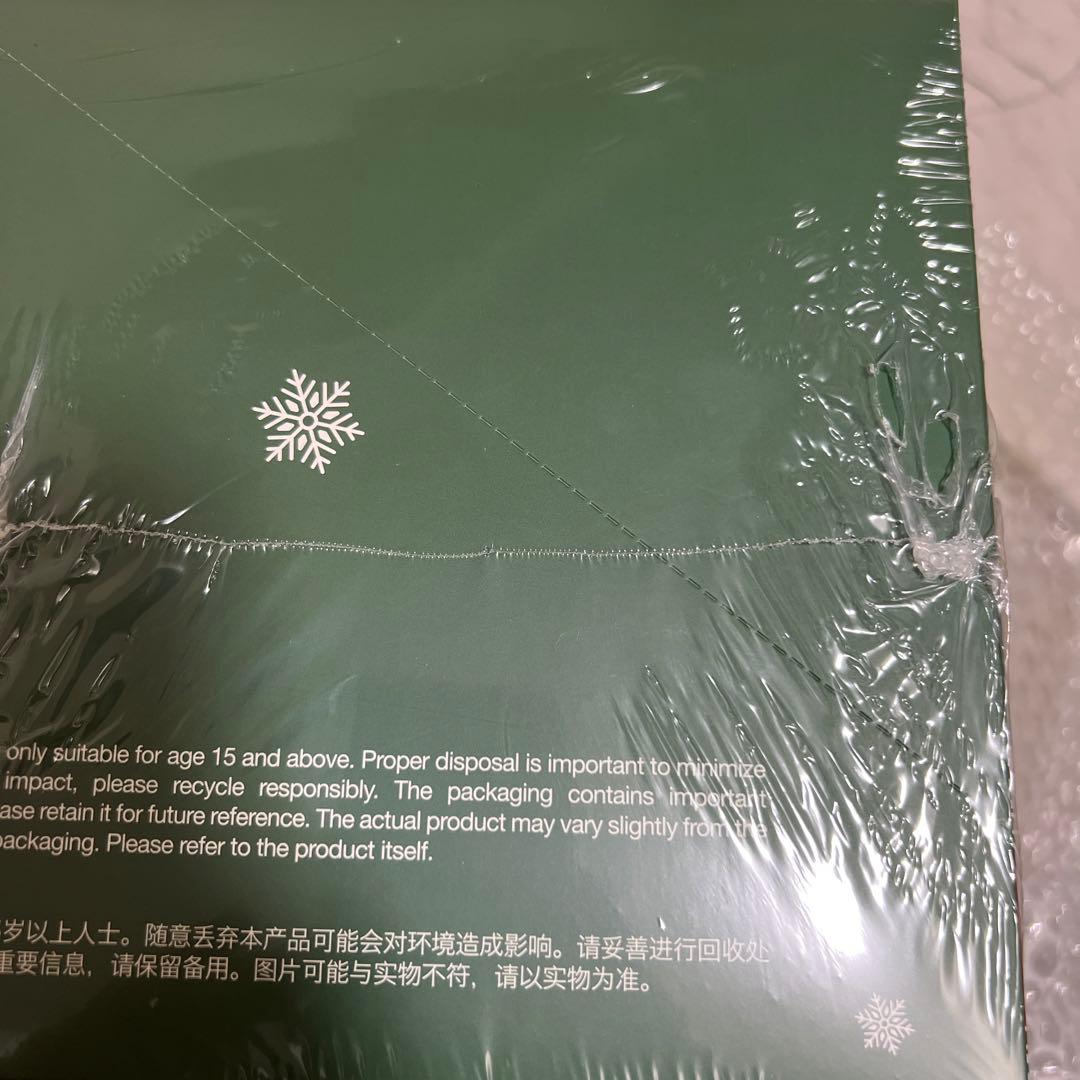 only suitable for age 15 and above. Proper disposal is important to minimize
impact, please recycle responsibly. The packaging contains important
ase retain it for future reference. The actual product may vary slightly from the
packaging. Please refer to the product itself.
岁以上人士。随意丢弃本产品可能会对环境造成影响。请妥善进行回收处
重要信息，请保留备用。图片可能与实物不符，请以实物为准。